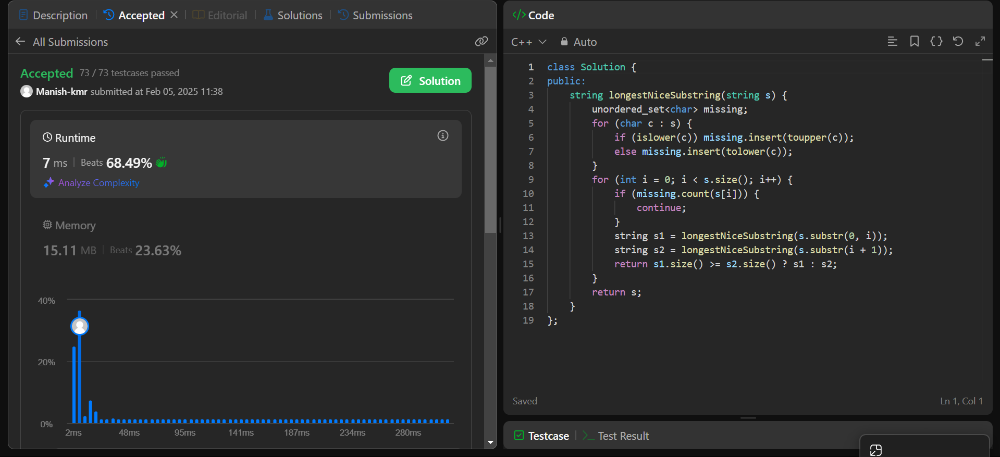 Description
Accepted
Editorial
Solutions
Submissions
All Submissions
Accepted 73 / 73 testcases passed
Manish-kmr submitted at Feb 05, 2025 11:38
Solution
Runtime
7 ms Beats 68.49%
Analyze Complexity
Memory
15.11 MB Beats 23.63%
40%
20%
0%
2ms 48ms 95ms 141ms 187ms 234ms 280ms
</> Code
C++ Auto
1 class Solution {
2 public:
3     string longestNiceSubstring(string s) {
4         unordered_set<char> missing;
5         for (char c : s) {
6             if (islower(c)) missing.insert(toupper(c));
7             else missing.insert(tolower(c));
8         }
9         for (int i = 0; i < s.size(); i++) {
10             if (missing.count(s[i])) {
11                 continue;
12             }
13             string s1 = longestNiceSubstring(s.substr(0, i));
14             string s2 = longestNiceSubstring(s.substr(i + 1));
15             return s1.size() >= s2.size() ? s1 : s2;
16         }
17         return s;
18     }
19 };
Saved
Ln 1, Col 1
Testcase
Test Result